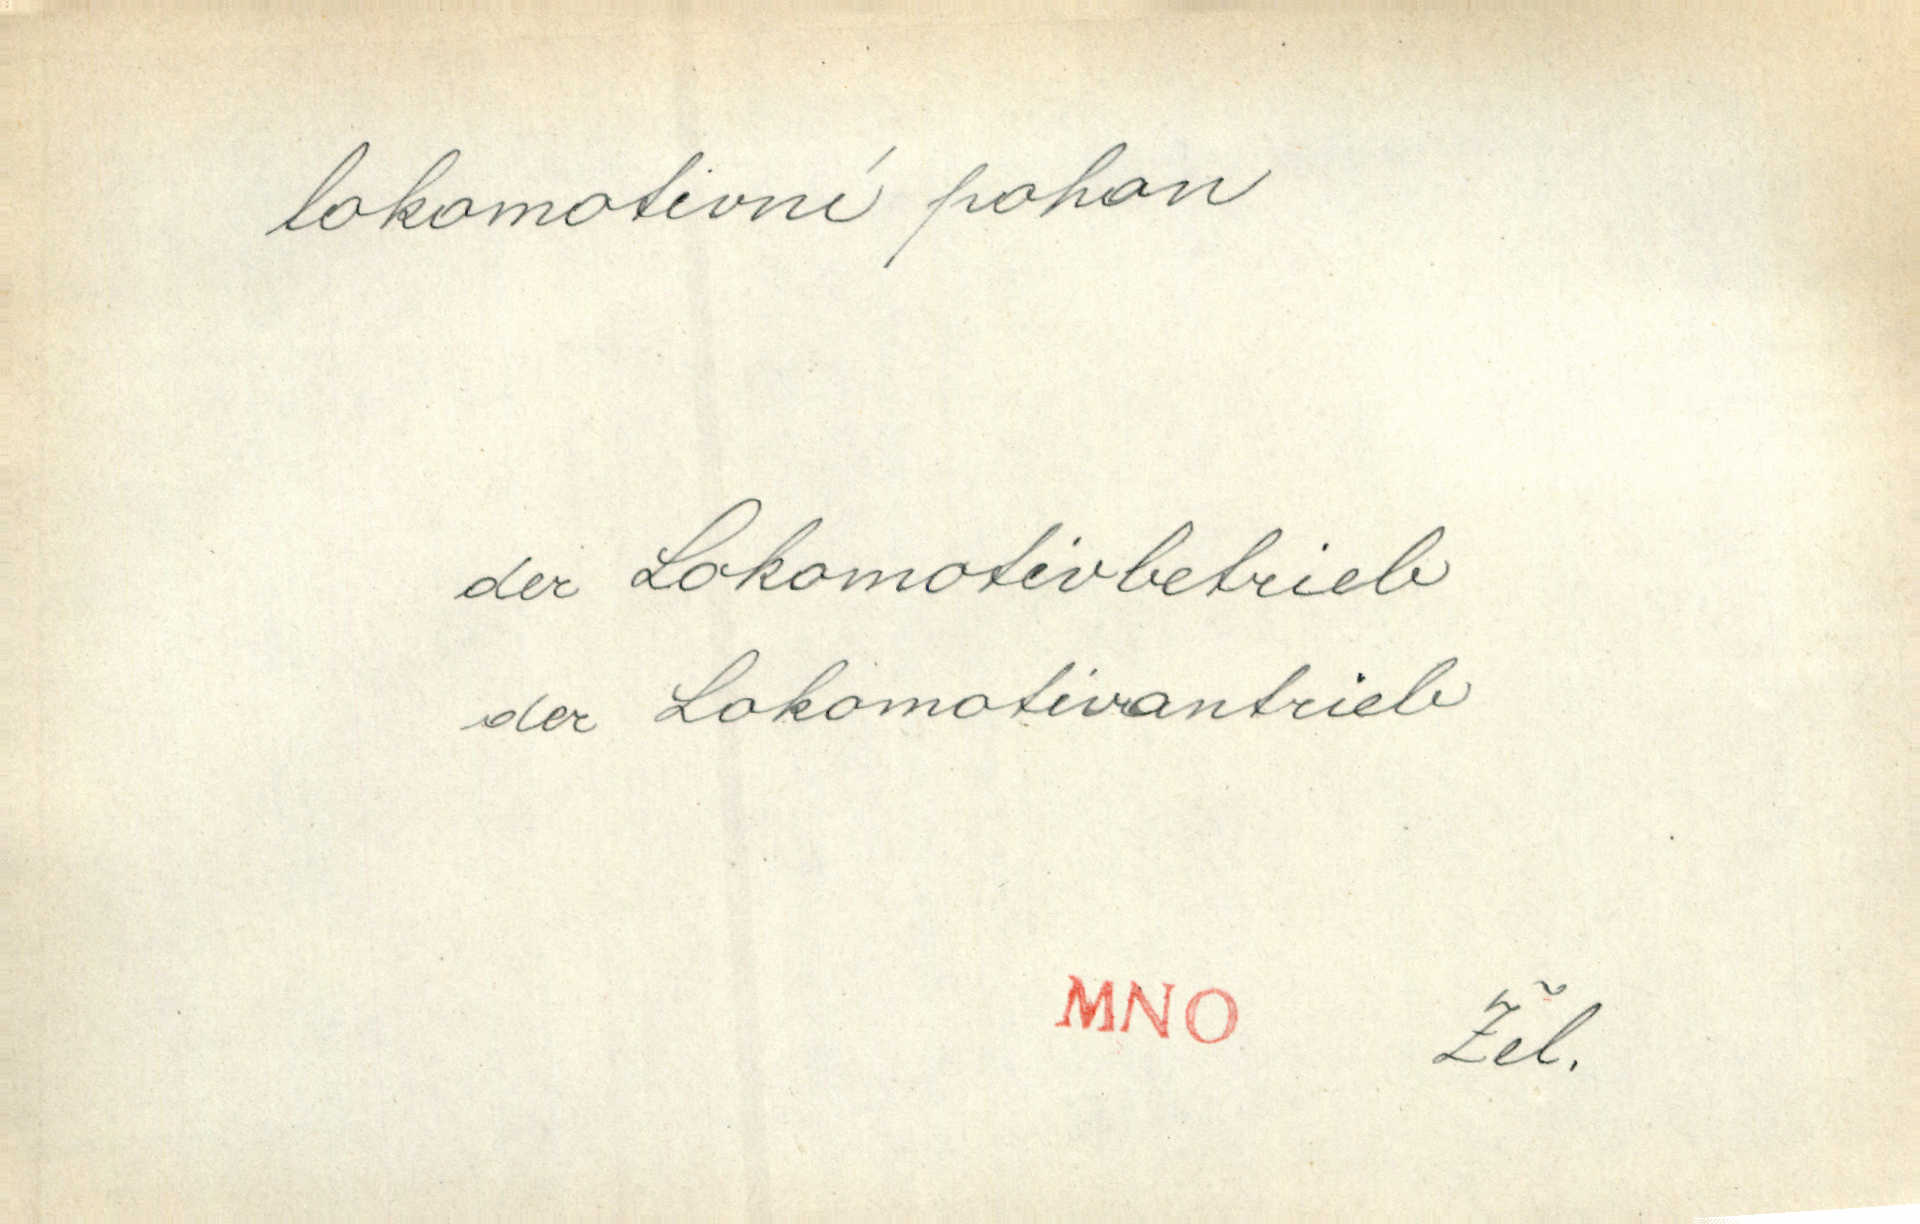 lokomotivní pohon
der Lokomotivbetrieb
der Lokomotivantrieb
MNO Žel.